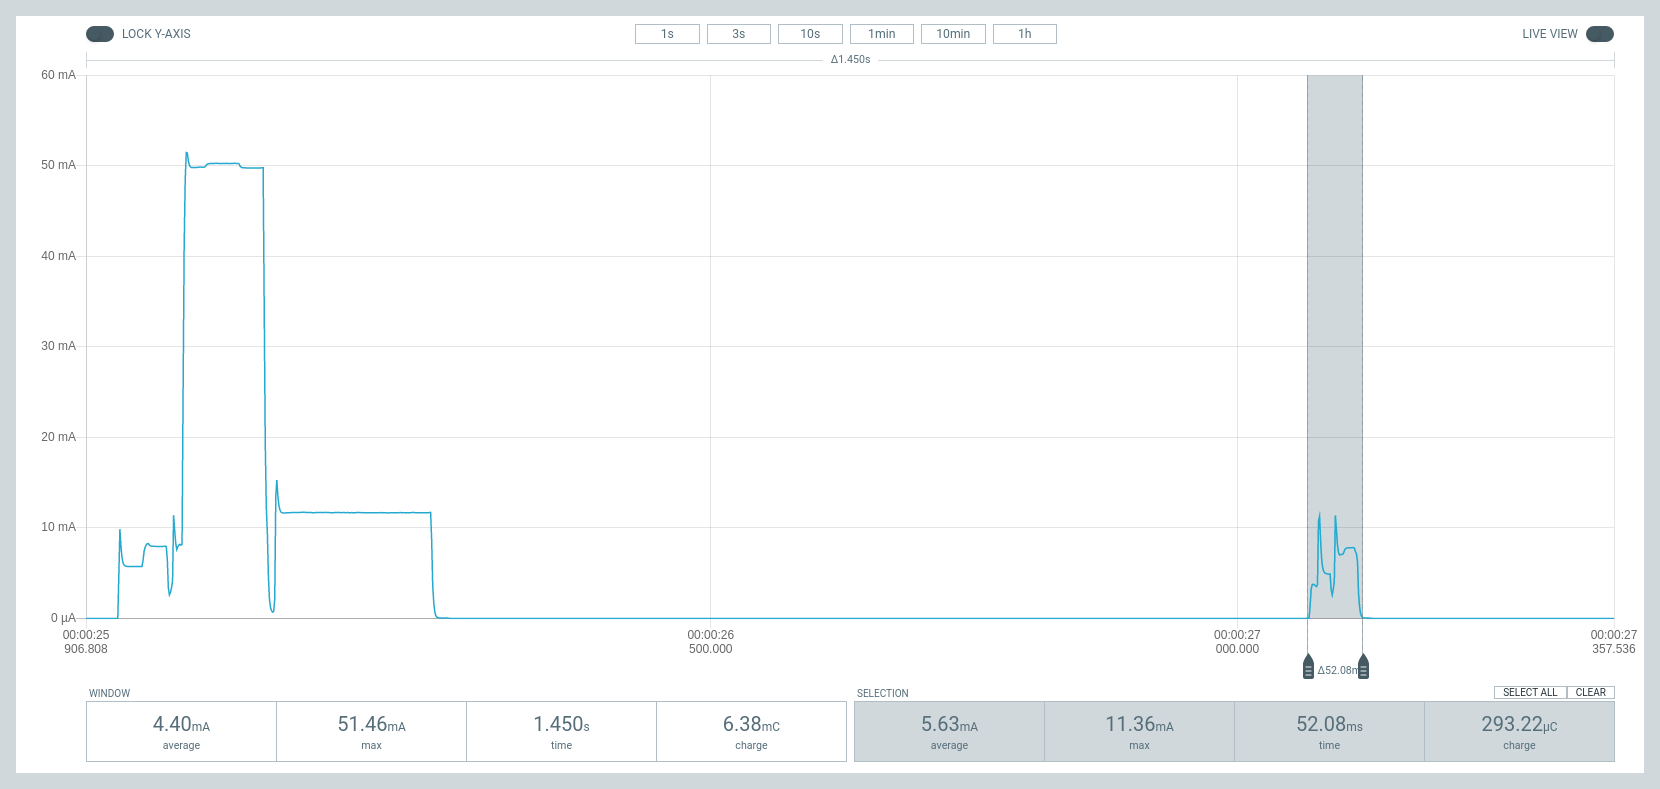 LOCK Y-AXIS 1s 3s 10s 1min 10min 1h LIVE VIEW
Δ1.450s
60 mA
50 mA
40 mA
30 mA
20 mA
10 mA
0 µA
00:00:25 00:00:26 00:00:27 00:00:27
906.808 500.000 000.000 357.536
Δ52.08m
WINDOW SELECTION SELECT ALL CLEAR
4.40mA 51.46mA 1.450s 6.38mC 5.63mA 11.36mA 52.08ms 293.22µC
average max time charge average max time charge